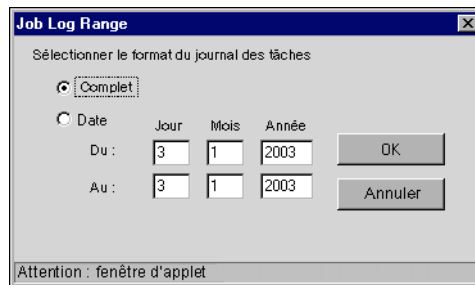 Job Log Range
Sélectionner le format du journal des tâches
Complet
Date
Jour Mois Année
Du : 3 1 2003 OK
Au : 3 1 2003 Annuler
Attention : fenêtre d'applet